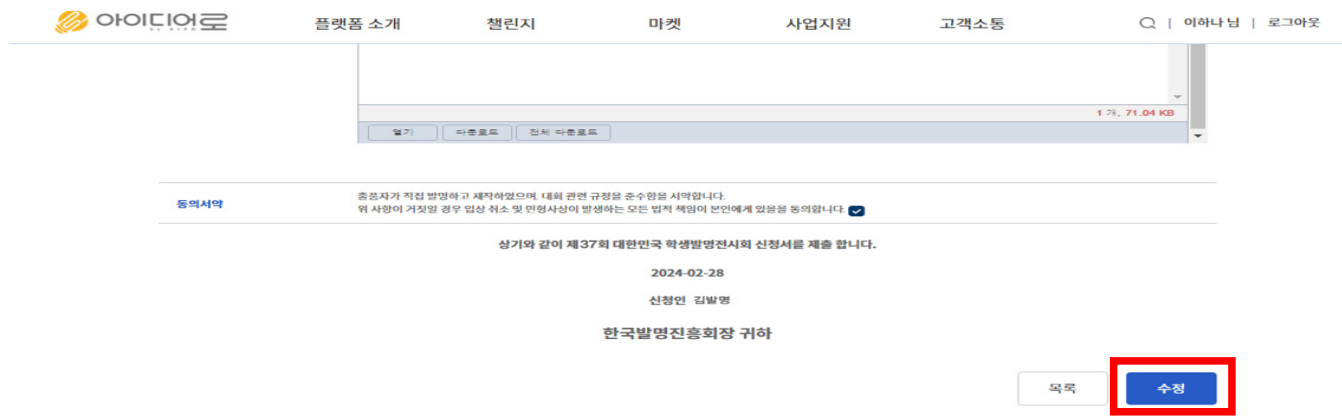 아이디어로 플랫폼 소개 챌린지 마켓 사업지원 고객소통 | 이하나 님 | 로그아웃
1 개, 71.04 KB
열기 다운로드 전체 다운로드
동의서약
출품자가 직접 발명하고 제작하였으며, 대회 관련 규정을 준수함을 서약합니다.
위 사항이 거짓일 경우 입상 취소 및 민형사상이 발생하는 모든 법적 책임이 본인에게 있음을 동의합니다.
상기와 같이 제37회 대한민국 학생발명전시회 신청서를 제출 합니다.
2024-02-28
신청인 김발명
한국발명진흥회장 귀하
목록 수정